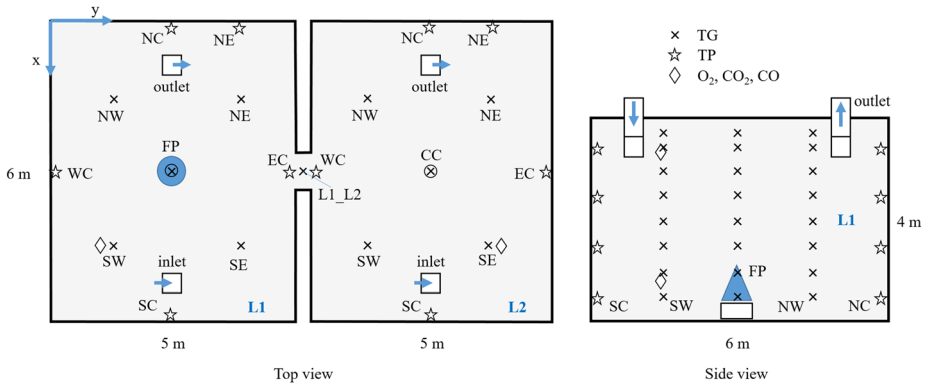 y
x
NC
NE
outlet
NW
NE
FP
6 m
WC
EC
WC
L1_L2
SW
SE
inlet
SC
L1
5 m
NC
NE
outlet
NW
NE
CC
EC
SW
SE
inlet
SC
L2
5 m
Top view
TG
TP
O₂, CO₂, CO
outlet
L1
4 m
FP
SC
SW
NW
NC
6 m
Side view